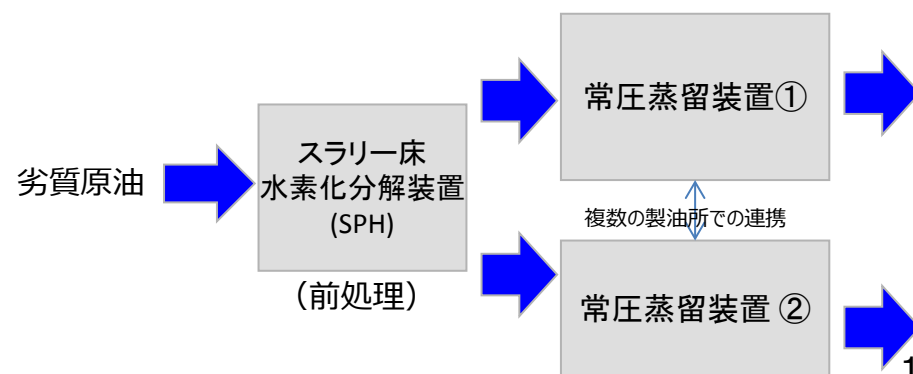 劣質原油
スラリー床
水素化分解装置
(SPH)
（前処理）
常圧蒸留装置①
複数の製油所での連携
常圧蒸留装置 ②
1